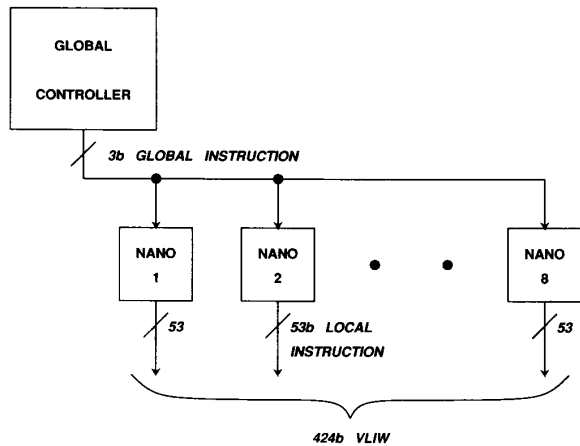 GLOBAL
CONTROLLER
3b GLOBAL INSTRUCTION
NANO
1
NANO
2
NANO
8
53
53b LOCAL
INSTRUCTION
53
424b VLIW